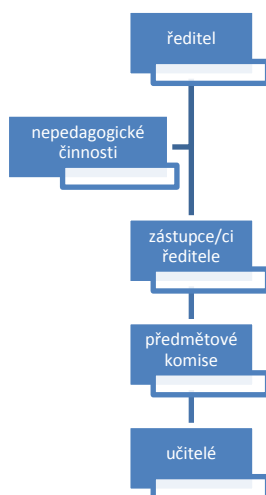 ředitel
nepedagogické
činnosti
zástupce/ci
ředitele
předmětové
komise
učitelé